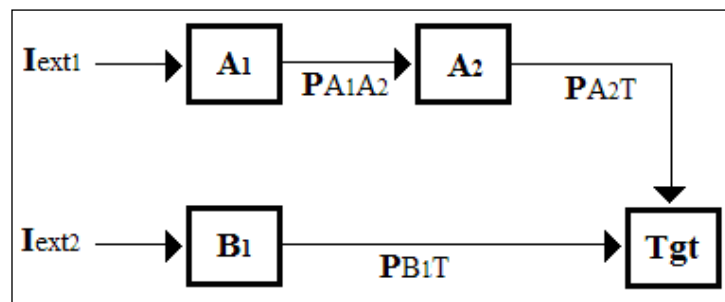 Iext1
A1
PA1A2
A2
PA2T
Iext2
B1
PB1T
Tgt